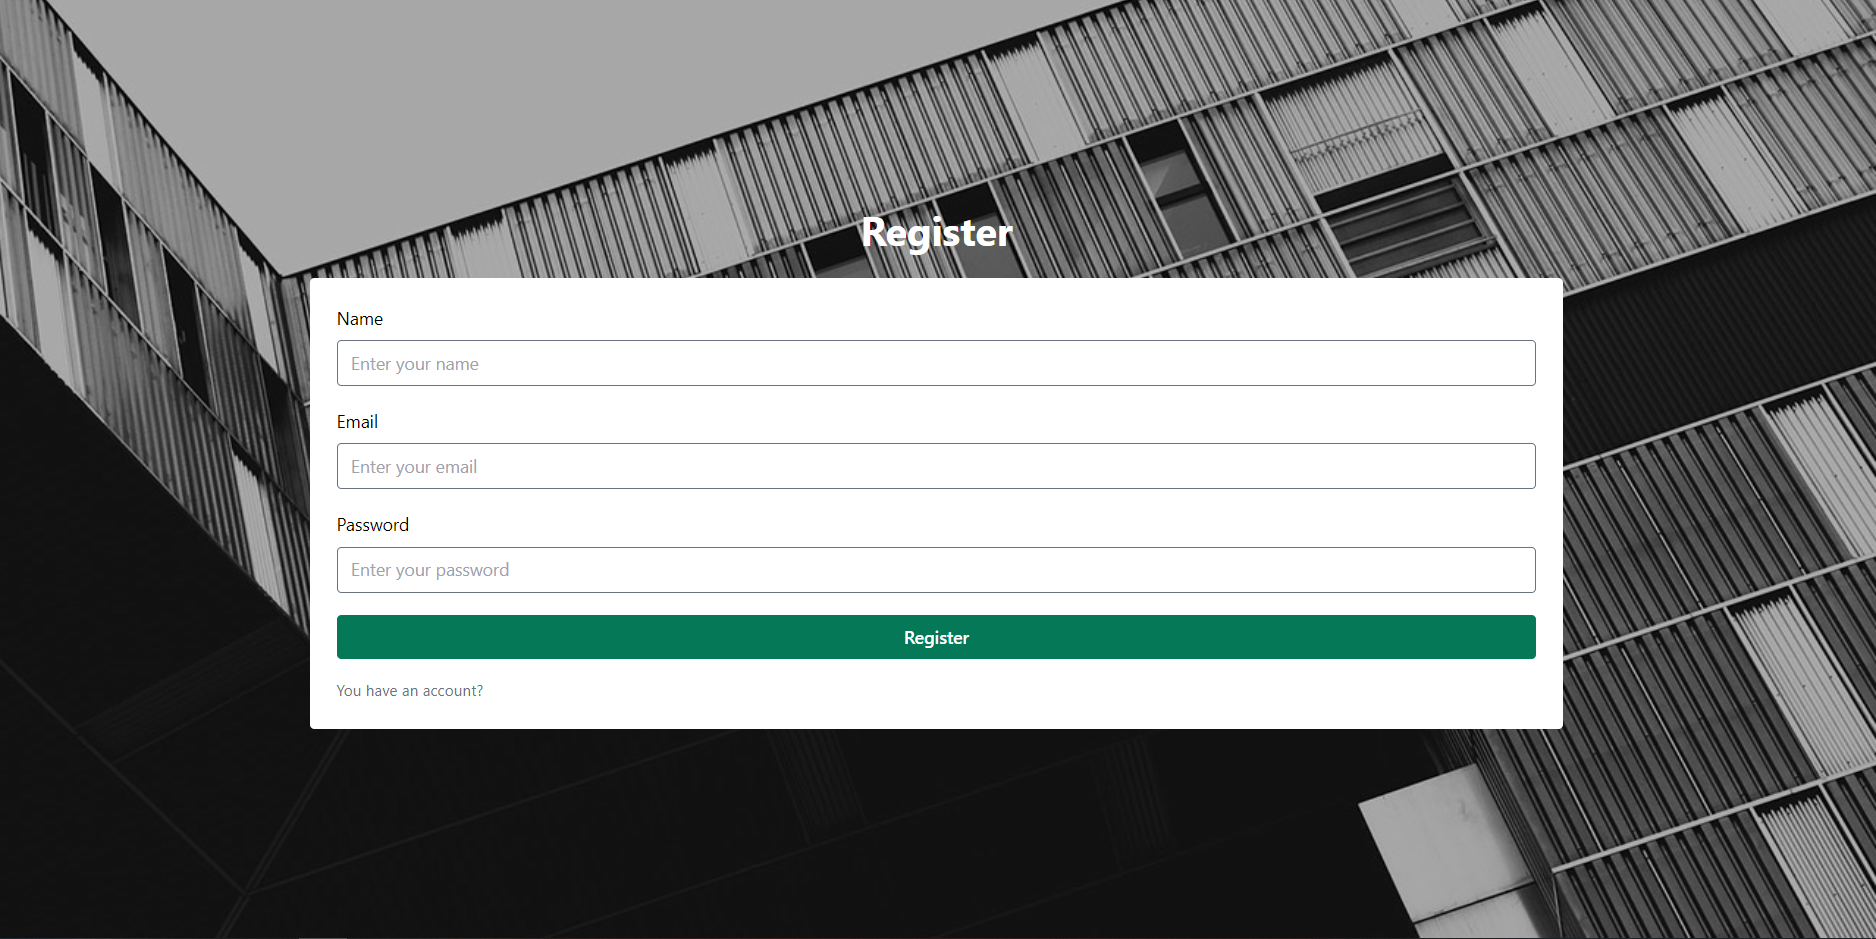 Register
Name
Enter your name
Email
Enter your email
Password
Enter your password
Register
You have an account?